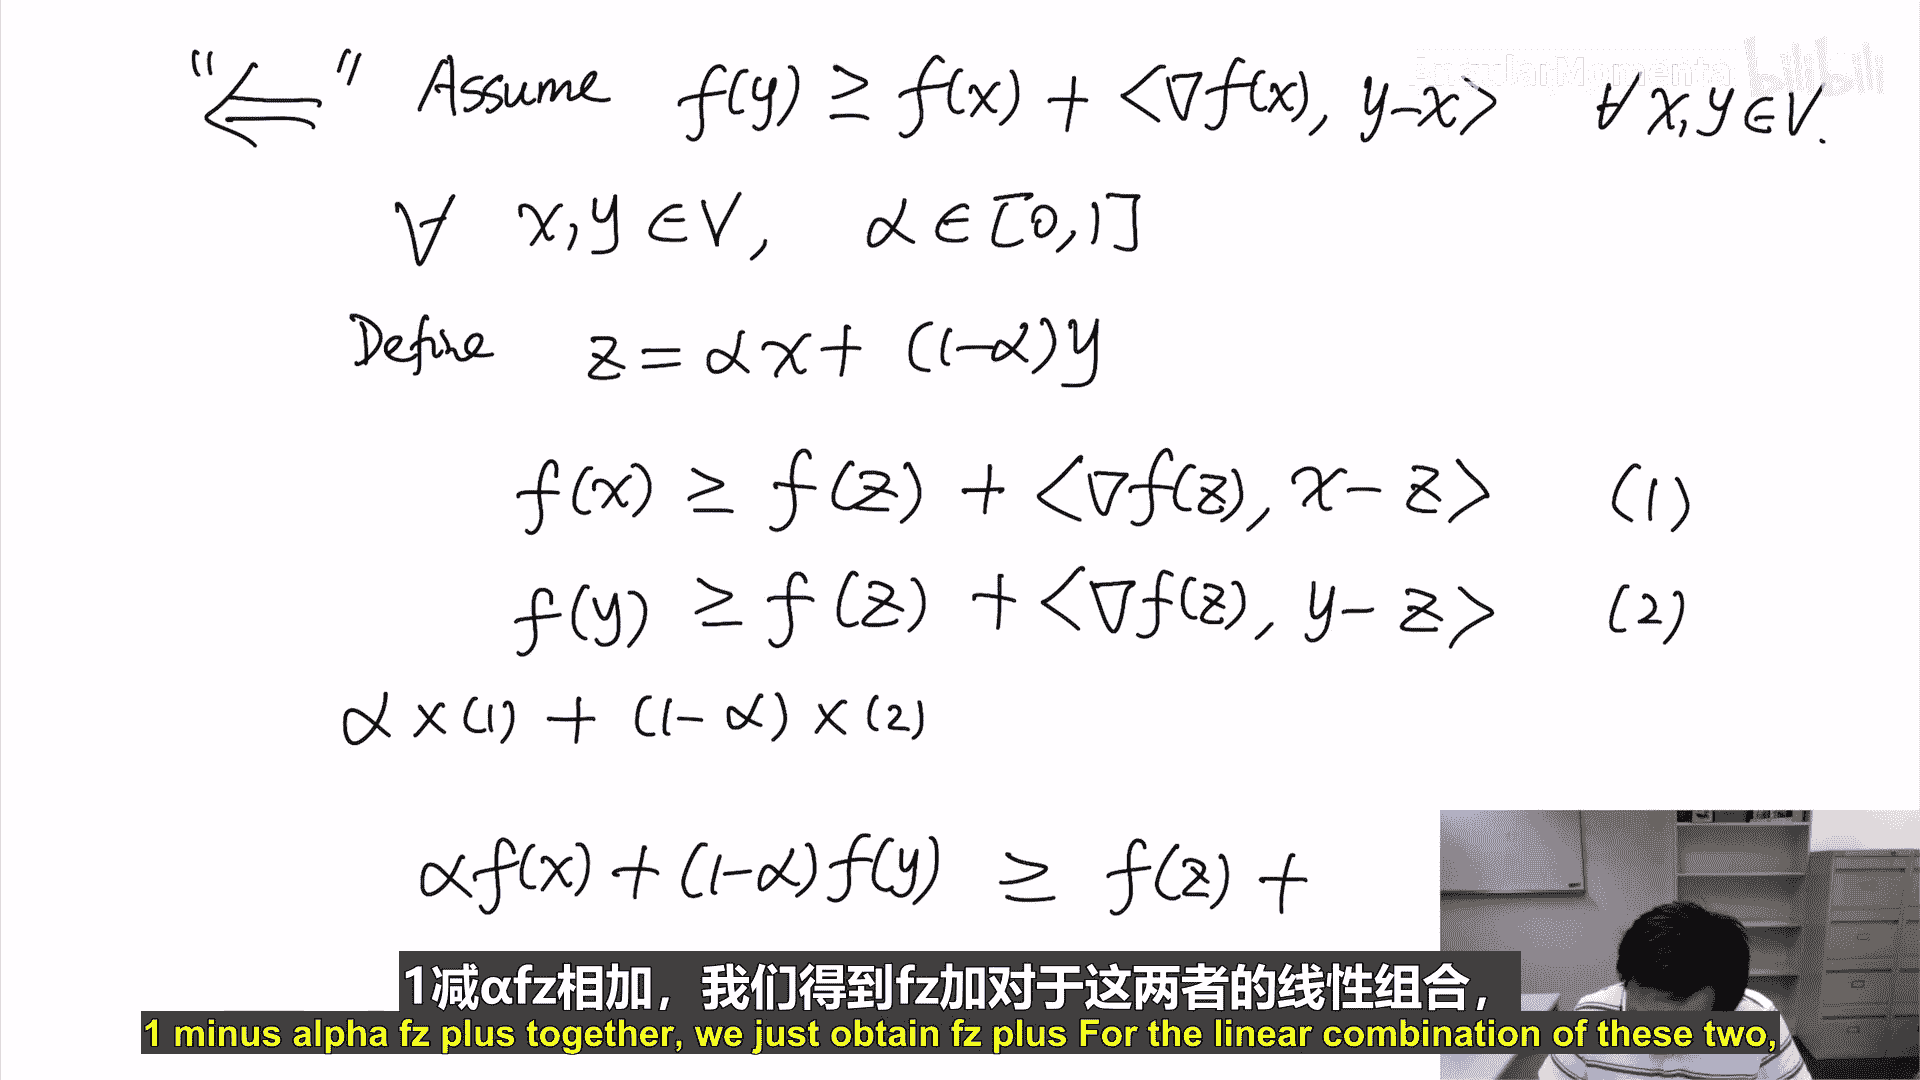 "⇐" Assume f(y) ≥ f(x) + <∇f(x), y-x> ∀ x, y ∈ V.
∀ x, y ∈ V, α ∈ [0, 1]
Define z = αx + (1-α)y
f(x) ≥ f(z) + <∇f(z), x-z> (1)
f(y) ≥ f(z) + <∇f(z), y-z> (2)
α × (1) + (1-α) × (2)
αf(x) + (1-α)f(y) ≥ f(z) +
1减αfz相加，我们得到fz加对于这两者的线性组合，
1 minus alpha fz plus together, we just obtain fz plus For the linear combination of these two,
bilibili